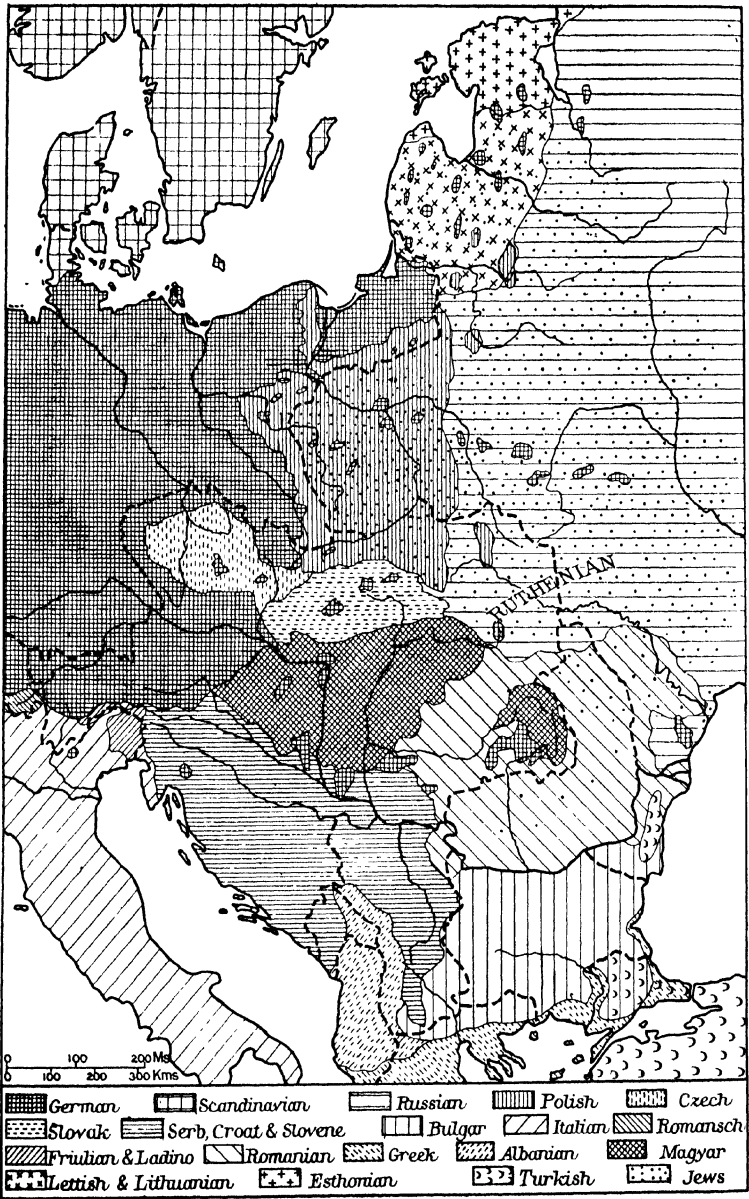 RUTHENIAN
0 100 200 Ms
0 100 200 300 Kms
German Scandinavian Russian Polish Czech
Slovak Serb, Croat & Slovene Bulgar Italian Romansch
Friulian & Ladino Romanian Greek Albanian Magyar
Lettish & Lithuanian Esthonian Turkish Jews